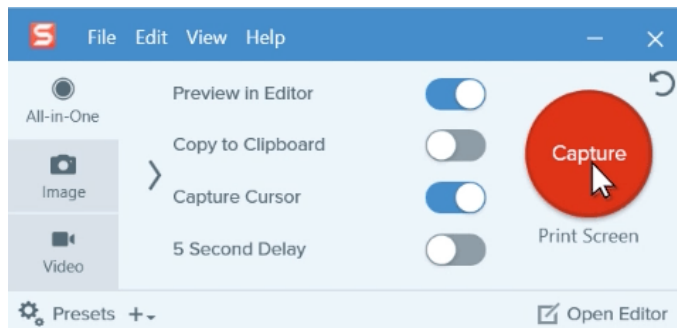 S File Edit View Help
All-in-One
Image
Video
Preview in Editor
Copy to Clipboard
Capture Cursor
5 Second Delay
Capture
Print Screen
Presets
Open Editor